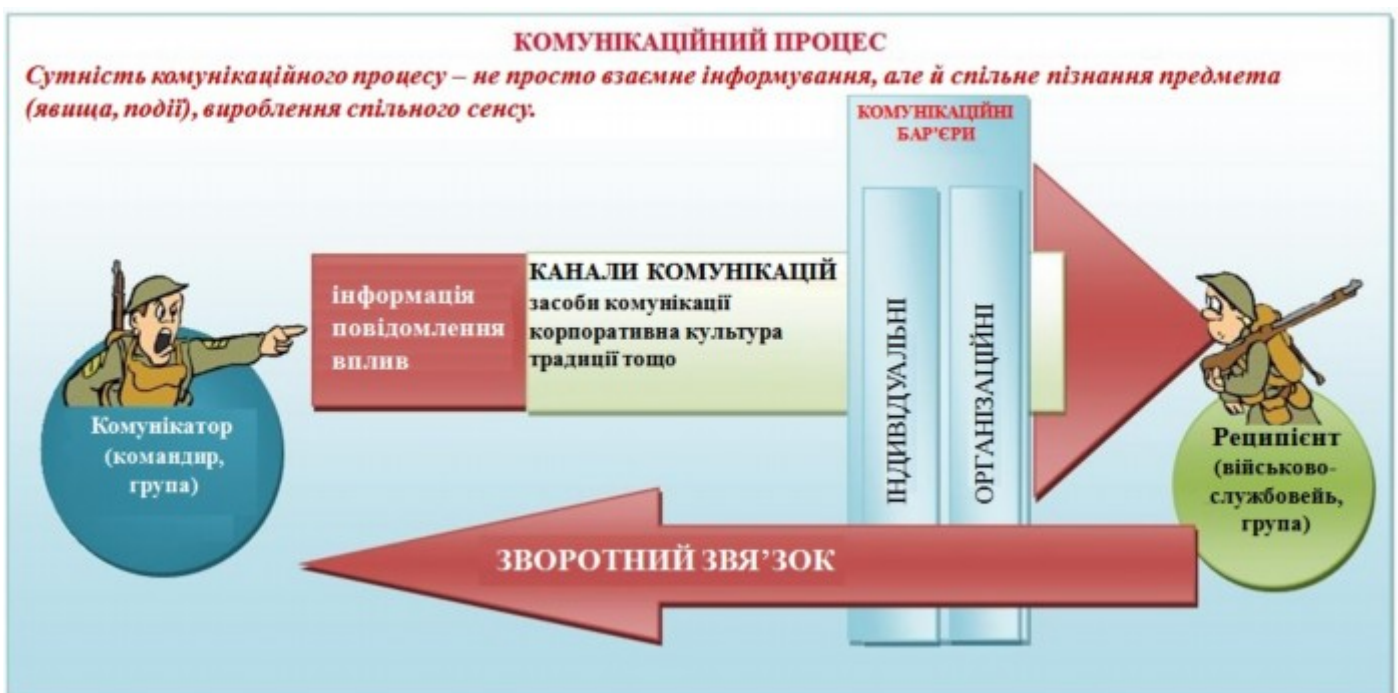 КОМУНІКАЦІЙНИЙ ПРОЦЕС
Сутність комунікаційного процесу – не просто взаємне інформування, але й спільне пізнання предмета
(явища, події), вироблення спільного сенсу.
КОМУНІКАЦІЙНІ
БАР’ЄРИ
ІНДИВІДУАЛЬНІ
ОРГАНІЗАЦІЙНІ
інформація
повідомлення
вплив
КАНАЛИ КОМУНІКАЦІЙ
засоби комунікації
корпоративна культура
традиції тощо
Комунікатор
(командир,
група)
Реципієнт
(військово-
службовейь,
група)
ЗВОРОТНИЙ ЗВЯ’ЗОК